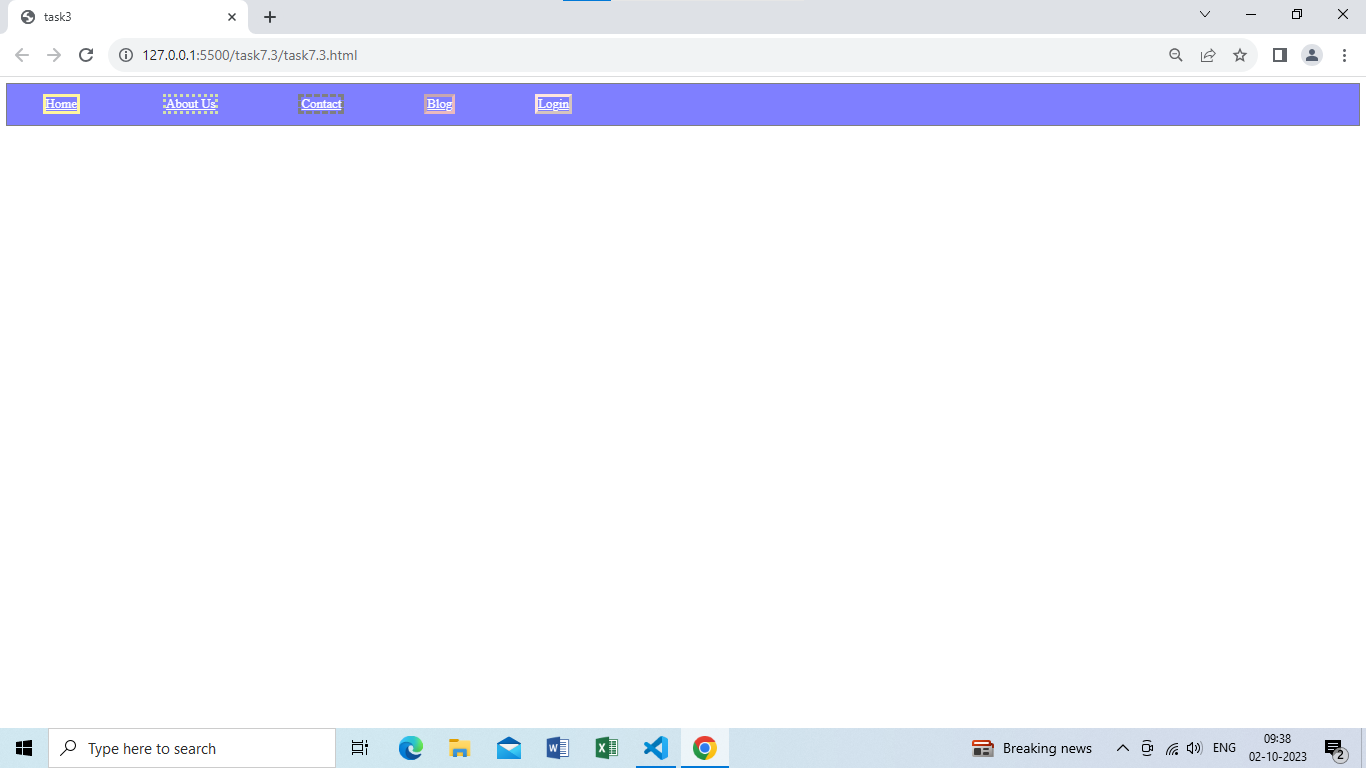 task3
127.0.0.1:5500/task7.3/task7.3.html
Home About Us Contact Blog Login
Type here to search
Breaking news
ENG
09:38
02-10-2023
2